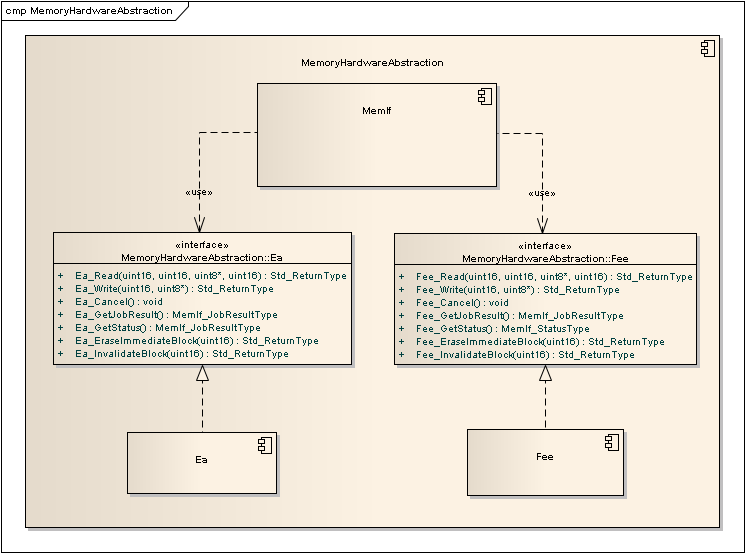 cmp MemoryHardwareAbstraction
MemoryHardwareAbstraction
MemIf
«use»
«use»
«interface»
MemoryHardwareAbstraction::Ea
+ Ea_Read(uint16, uint16, uint8*, uint16) : Std_ReturnType
+ Ea_Write(uint16, uint8*) : Std_ReturnType
+ Ea_Cancel() : void
+ Ea_GetJobResult() : MemIf_JobResultType
+ Ea_GetStatus() : MemIf_JobResultType
+ Ea_EraseImmediateBlock(uint16) : Std_ReturnType
+ Ea_InvalidateBlock(uint16) : Std_ReturnType
«interface»
MemoryHardwareAbstraction::Fee
+ Fee_Read(uint16, uint16, uint8*, uint16) : Std_ReturnType
+ Fee_Write(uint16, uint8*) : Std_ReturnType
+ Fee_Cancel() : void
+ Fee_GetJobResult() : MemIf_JobResultType
+ Fee_GetStatus() : MemIf_StatusType
+ Fee_EraseImmediateBlock(uint16) : Std_ReturnType
+ Fee_InvalidateBlock(uint16) : Std_ReturnType
Ea
Fee